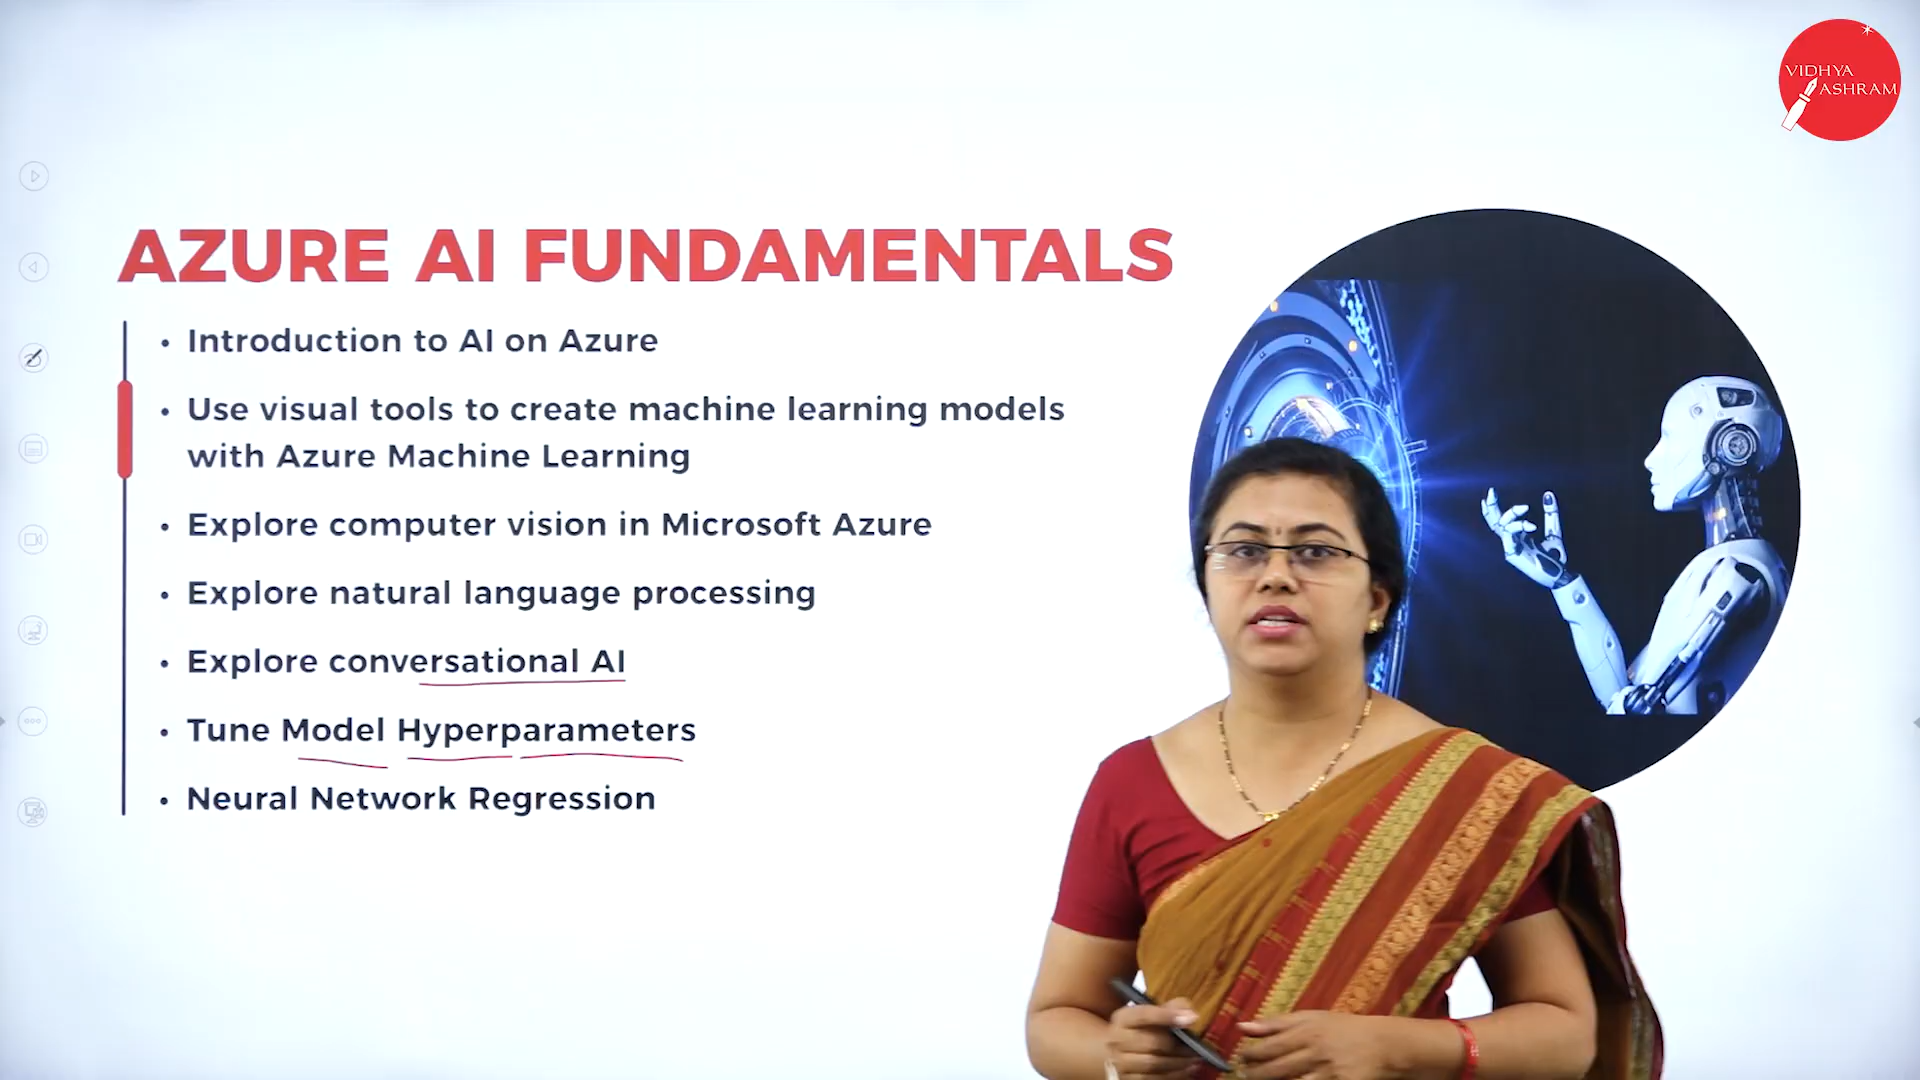 VIDHYA
ASHRAM
AZURE AI FUNDAMENTALS
• Introduction to AI on Azure
• Use visual tools to create machine learning models
with Azure Machine Learning
• Explore computer vision in Microsoft Azure
• Explore natural language processing
• Explore conversational AI
• Tune Model Hyperparameters
• Neural Network Regression